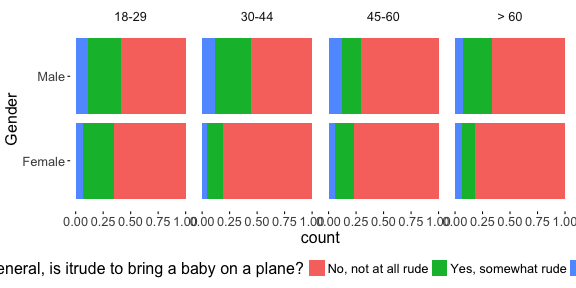 18-29 30-44 45-60 > 60
Gender
Male
Female
0.00 0.25 0.50 0.75 1.00 0.00 0.25 0.50 0.75 1.00 0.00 0.25 0.50 0.75 1.00 0.00 0.25 0.50 0.75 1.00
count
eneral, is itrude to bring a baby on a plane? No, not at all rude Yes, somewhat rude